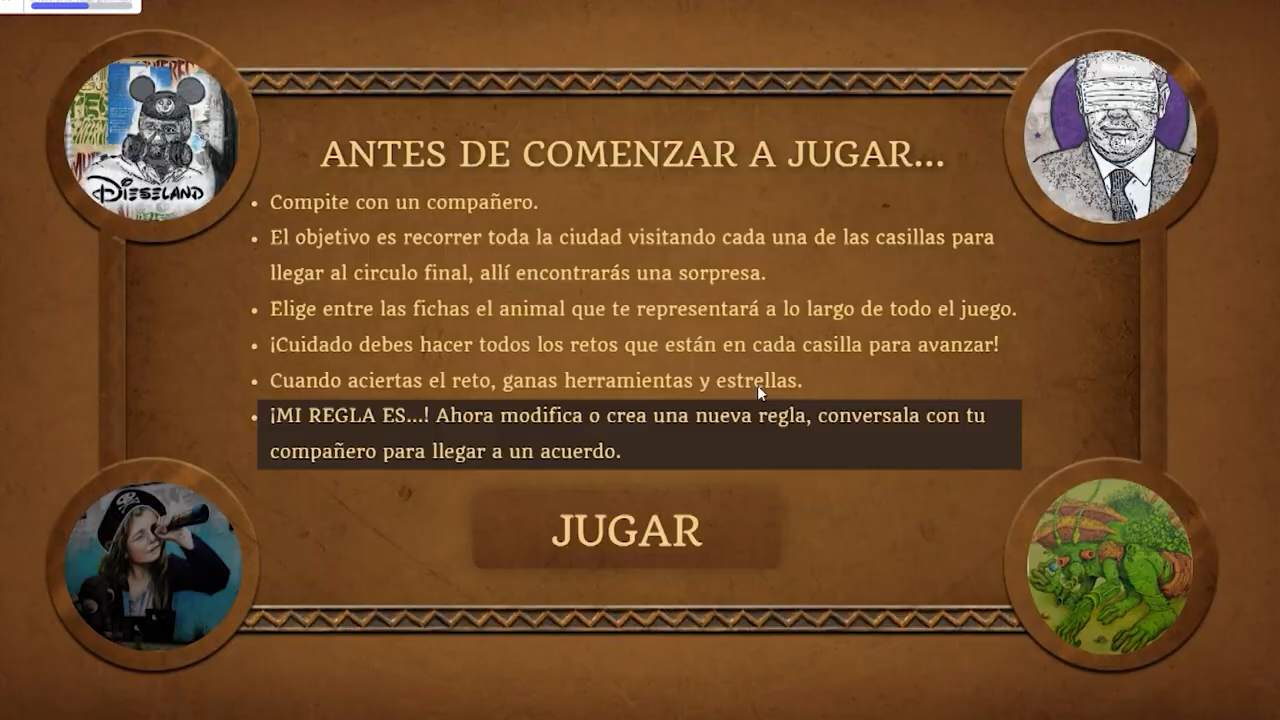 DIESELAND
ANTES DE COMENZAR A JUGAR...
• Compite con un compañero.
• El objetivo es recorrer toda la ciudad visitando cada una de las casillas para
llegar al circulo final, allí encontrarás una sorpresa.
• Elige entre las fichas el animal que te representará a lo largo de todo el juego.
• ¡Cuidado debes hacer todos los retos que están en cada casilla para avanzar!
• Cuando aciertas el reto, ganas herramientas y estrellas.
• ¡MI REGLA ES...! Ahora modifica o crea una nueva regla, conversala con tu
compañero para llegar a un acuerdo.
JUGAR